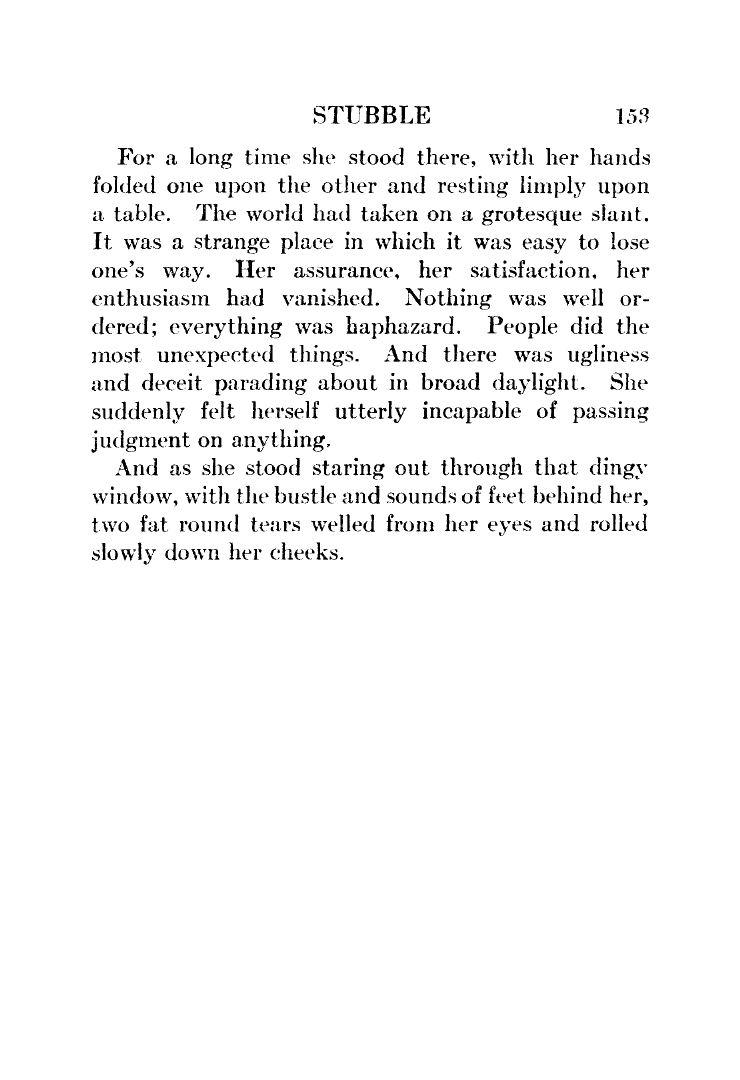 STUBBLE 153
For a long time she stood there, with her hands
folded one upon the other and resting limply upon
a table. The world had taken on a grotesque slant.
It was a strange place in which it was easy to lose
one's way. Her assurance, her satisfaction, her
enthusiasm had vanished. Nothing was well or-
dered; everything was haphazard. People did the
most unexpected things. And there was ugliness
and deceit parading about in broad daylight. She
suddenly felt herself utterly incapable of passing
judgment on anything.
And as she stood staring out through that dingy
window, with the bustle and sounds of feet behind her,
two fat round tears welled from her eyes and rolled
slowly down her cheeks.